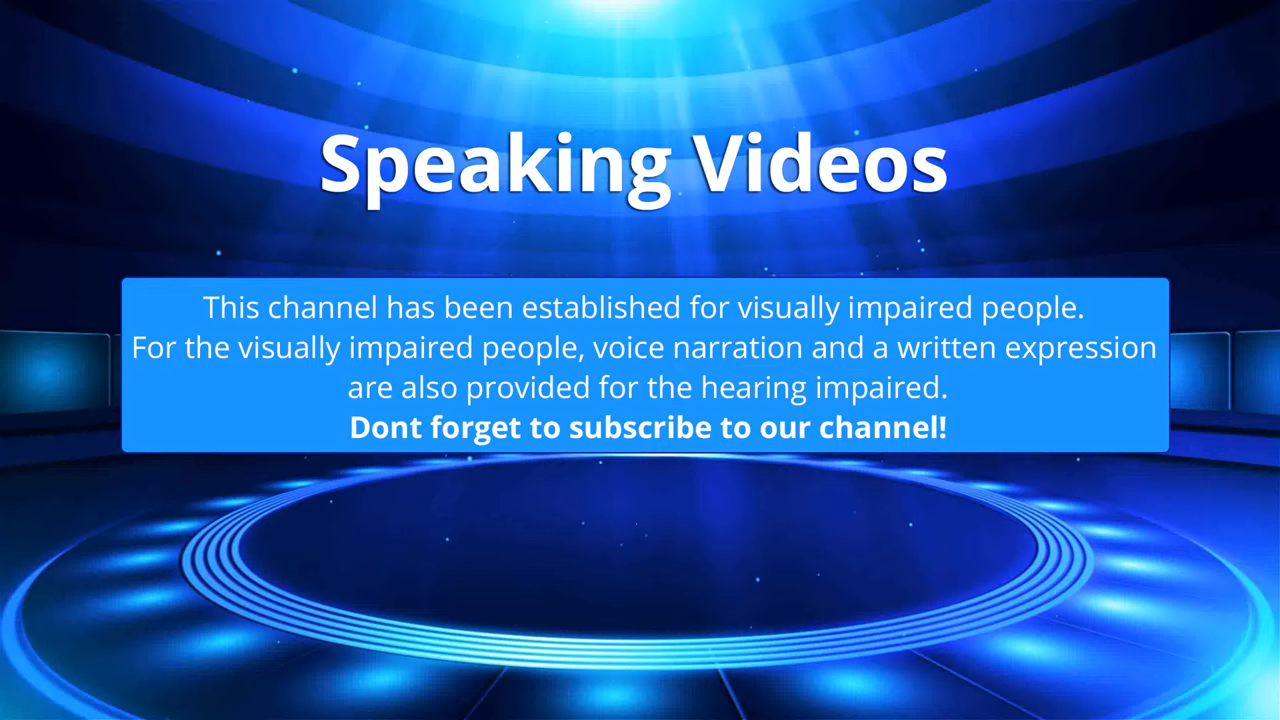 Speaking Videos
This channel has been established for visually impaired people.
For the visually impaired people, voice narration and a written expression
are also provided for the hearing impaired.
Dont forget to subscribe to our channel!